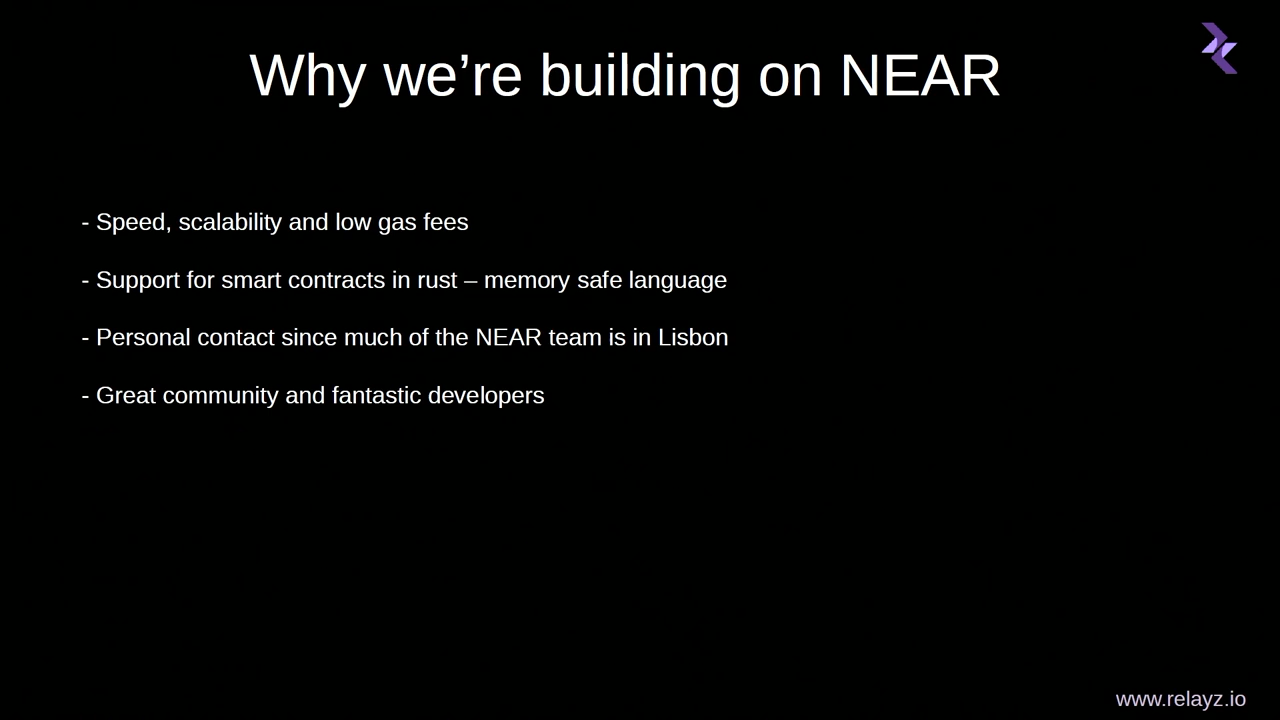 Why we’re building on NEAR
- Speed, scalability and low gas fees
- Support for smart contracts in rust – memory safe language
- Personal contact since much of the NEAR team is in Lisbon
- Great community and fantastic developers
www.relayz.io